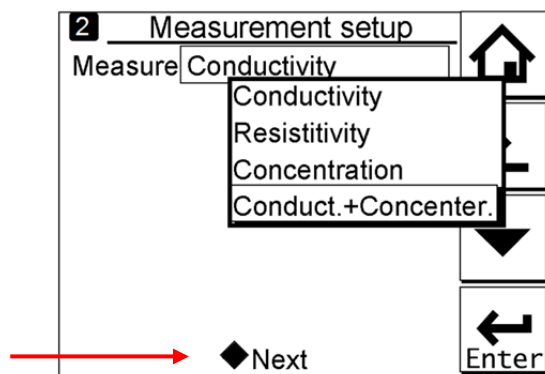 2 Measurement setup
Measure Conductivity
Conductivity
Resistitivity
Concentration
Conduct.+Concenter.
Next
Enter